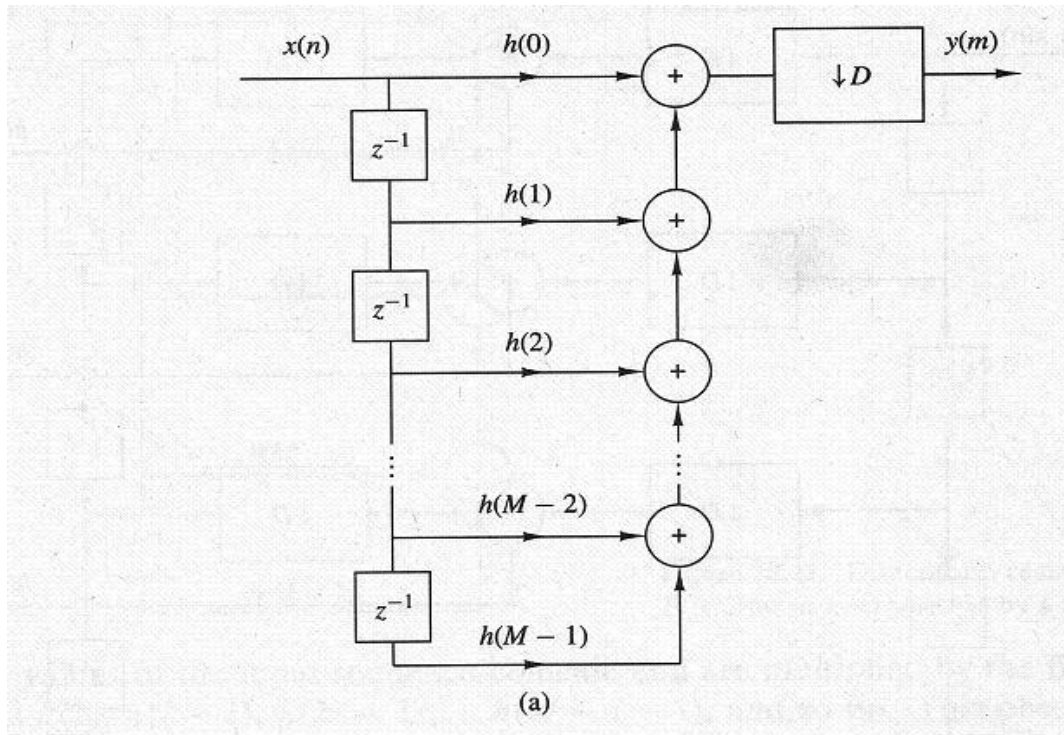 x(n)
h(0)
+
↓D
y(m)
z⁻¹
h(1)
+
z⁻¹
h(2)
+
⋮
⋮
h(M − 2)
+
z⁻¹
h(M − 1)
(a)